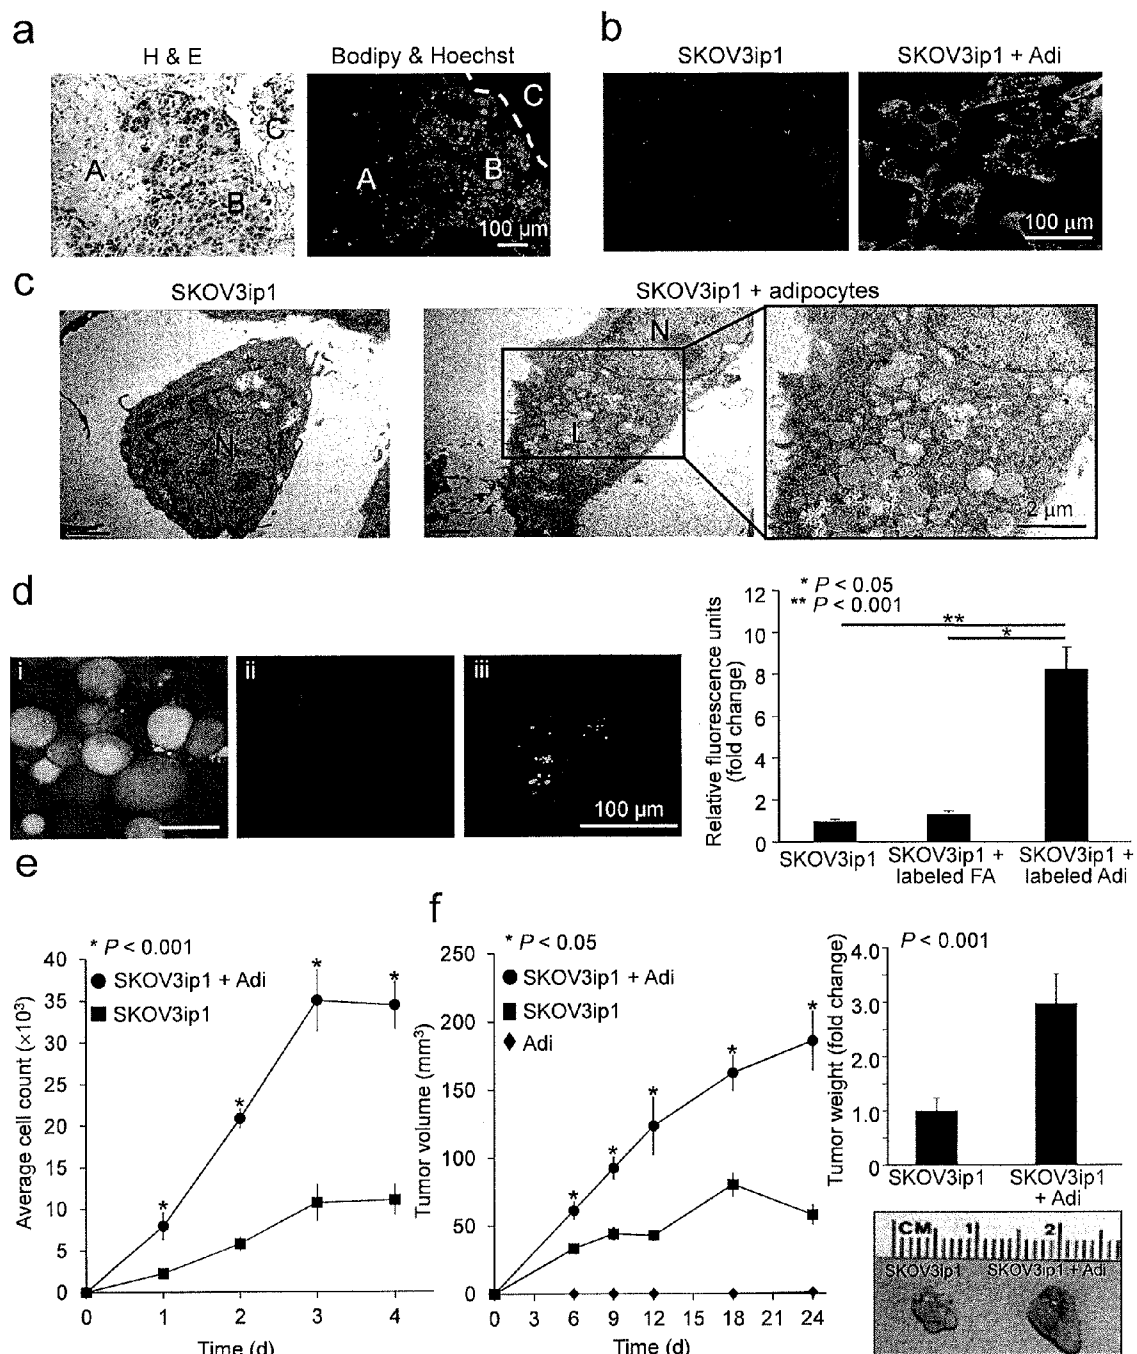 a
H & E
Bodipy & Hoechst
A
B
C
A
B
C
100 µm
b
SKOV3ip1
SKOV3ip1 + Adi
100 µm
c
SKOV3ip1
N
SKOV3ip1 + adipocytes
N
L
2 µm
d
i
ii
iii
100 µm
* P < 0.05
** P < 0.001
**
*
Relative fluorescence units
(fold change)
12
10
8
6
4
2
0
SKOV3ip1
SKOV3ip1 +
labeled FA
SKOV3ip1 +
labeled Adi
e
* P < 0.001
SKOV3ip1 + Adi
SKOV3ip1
Average cell count (×10³)
40
35
30
25
20
15
10
5
0
* * * *
0 1 2 3 4
Time (d)
f
* P < 0.05
SKOV3ip1 + Adi
SKOV3ip1
Adi
Tumor volume (mm³)
250
200
150
100
50
0
* * * * *
0 3 6 9 12 15 18 21 24
Time (d)
P < 0.001
Tumor weight (fold change)
4.0
3.0
2.0
1.0
0
SKOV3ip1
SKOV3ip1
+ Adi
CM 1 2
SKOV3ip1
SKOV3ip1 + Adi